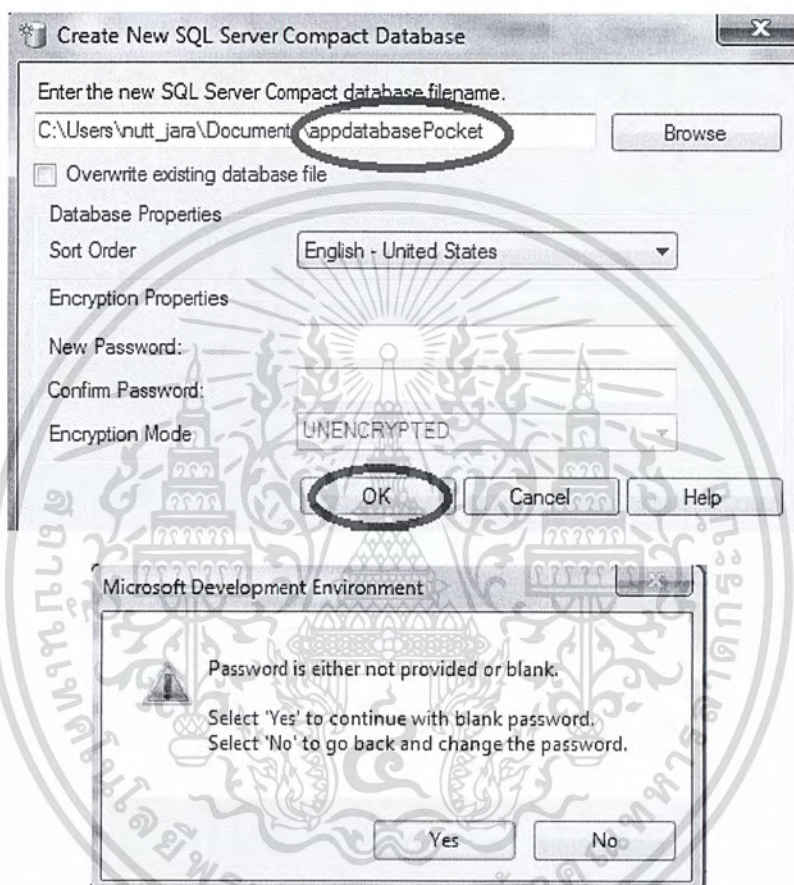 Create New SQL Server Compact Database
Enter the new SQL Server Compact database filename.
C:\Users\nutt_jara\Document \appdatabasePocket
Browse
Overwrite existing database file
Database Properties
Sort Order
English - United States
Encryption Properties
New Password:
Confirm Password:
Encryption Mode
UNENCRYPTED
OK
Cancel
Help
Microsoft Development Environment
Password is either not provided or blank.
Select 'Yes' to continue with blank password.
Select 'No' to go back and change the password.
Yes
No